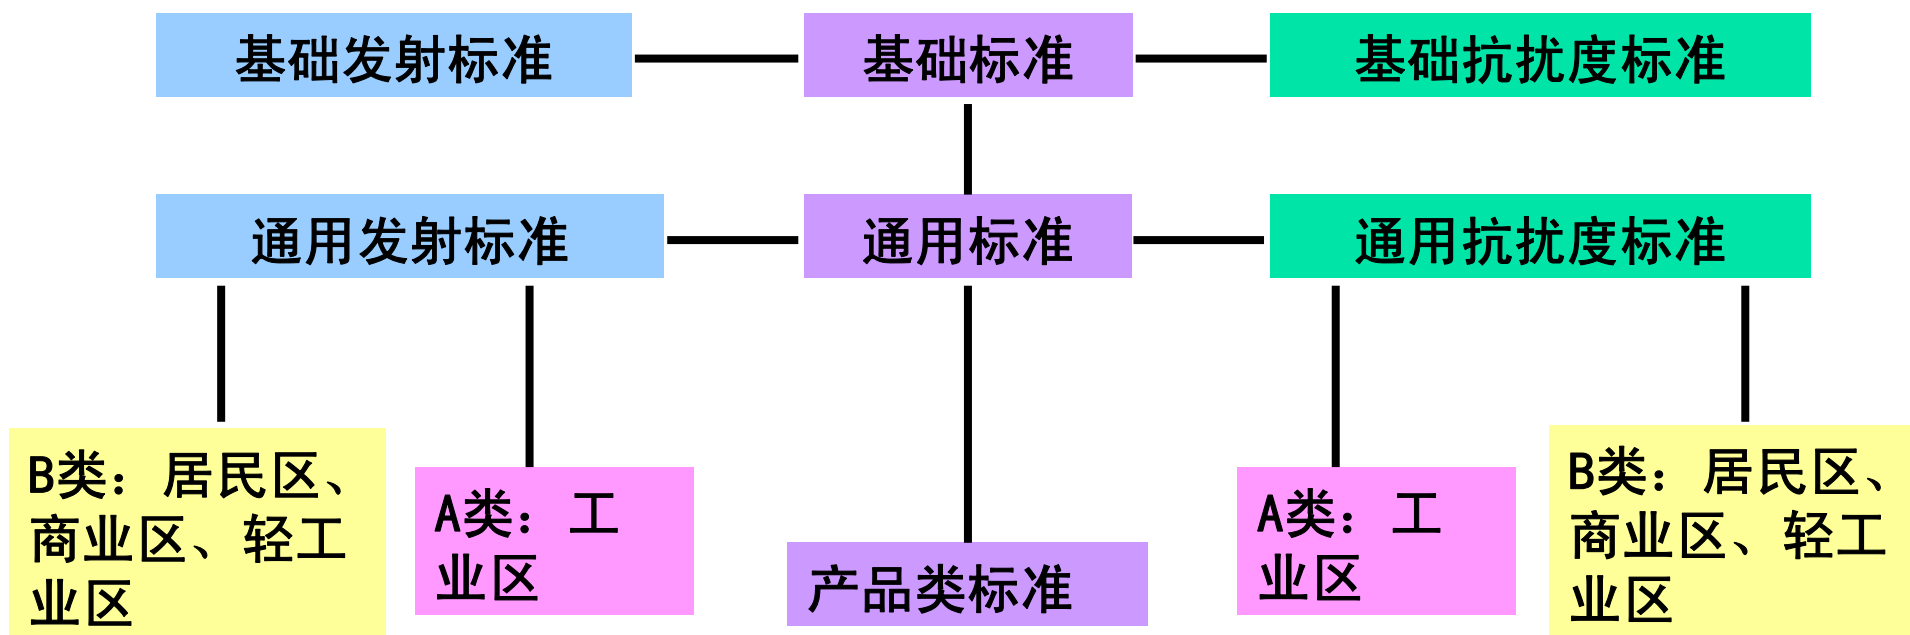 基础发射标准
基础标准
基础抗扰度标准
通用发射标准
通用标准
通用抗扰度标准
B类：居民区、
商业区、轻工
业区
A类：工
业区
产品类标准
A类：工
业区
B类：居民区、
商业区、轻工
业区